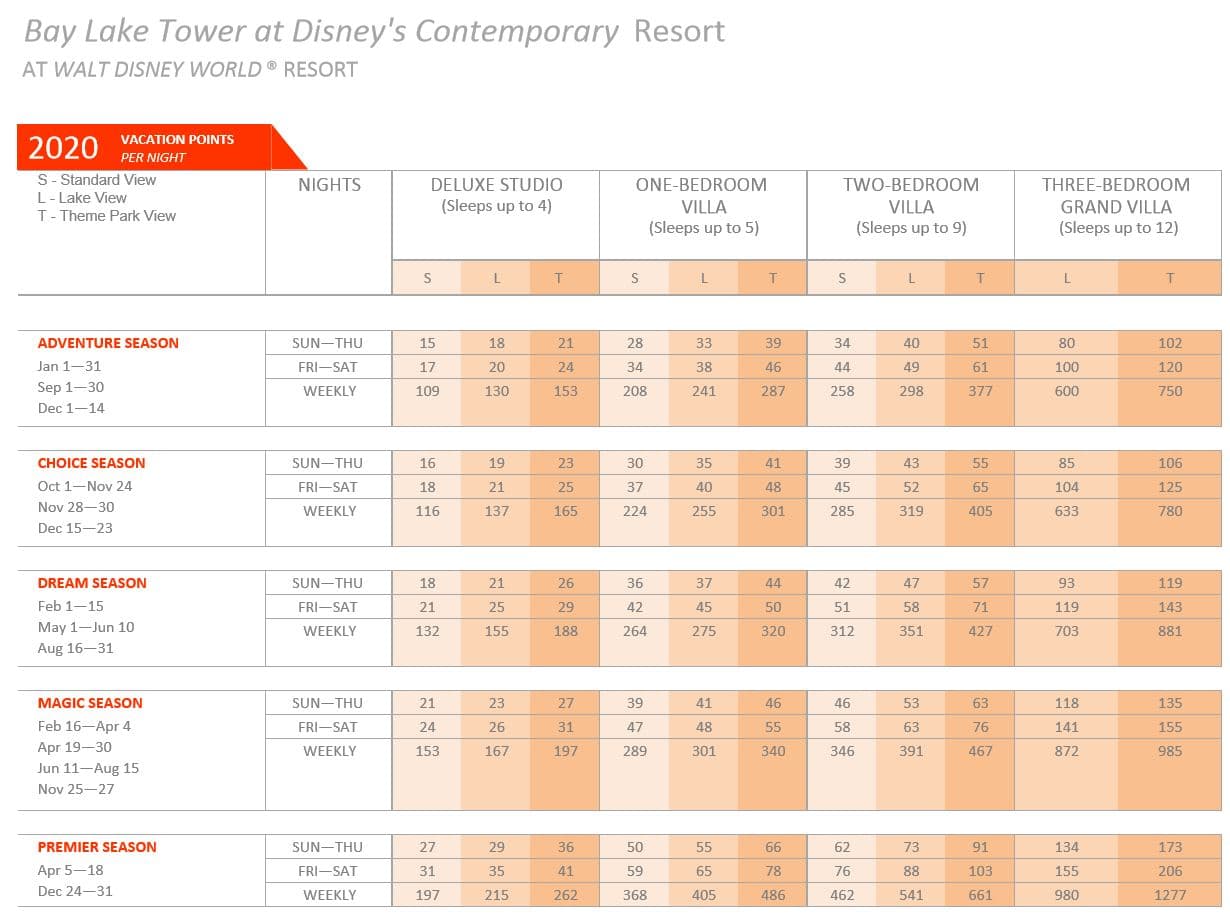 Bay Lake Tower at Disney's Contemporary Resort
AT WALT DISNEY WORLD ® RESORT
2020 VACATION POINTS
PER NIGHT
S - Standard View
L - Lake View
T - Theme Park View
NIGHTS
DELUXE STUDIO
(Sleeps up to 4)
ONE-BEDROOM
VILLA
(Sleeps up to 5)
TWO-BEDROOM
VILLA
(Sleeps up to 9)
THREE-BEDROOM
GRAND VILLA
(Sleeps up to 12)
S L T S L T S L T L T
ADVENTURE SEASON SUN—THU 15 18 21 28 33 39 34 40 51 80 102
Jan 1—31 FRI—SAT 17 20 24 34 38 46 44 49 61 100 120
Sep 1—30 WEEKLY 109 130 153 208 241 287 258 298 377 600 750
Dec 1—14
CHOICE SEASON SUN—THU 16 19 23 30 35 41 39 43 55 85 106
Oct 1—Nov 24 FRI—SAT 18 21 25 37 40 48 45 52 65 104 125
Nov 28—30 WEEKLY 116 137 165 224 255 301 285 319 405 633 780
Dec 15—23
DREAM SEASON SUN—THU 18 21 26 36 37 44 42 47 57 93 119
Feb 1—15 FRI—SAT 21 25 29 42 45 50 51 58 71 119 143
May 1—Jun 10 WEEKLY 132 155 188 264 275 320 312 351 427 703 881
Aug 16—31
MAGIC SEASON SUN—THU 21 23 27 39 41 46 46 53 63 118 135
Feb 16—Apr 4 FRI—SAT 24 26 31 47 48 55 58 63 76 141 155
Apr 19—30 WEEKLY 153 167 197 289 301 340 346 391 467 872 985
Jun 11—Aug 15
Nov 25—27
PREMIER SEASON SUN—THU 27 29 36 50 55 66 62 73 91 134 173
Apr 5—18 FRI—SAT 31 35 41 59 65 78 76 88 103 155 206
Dec 24—31 WEEKLY 197 215 262 368 405 486 462 541 661 980 1277